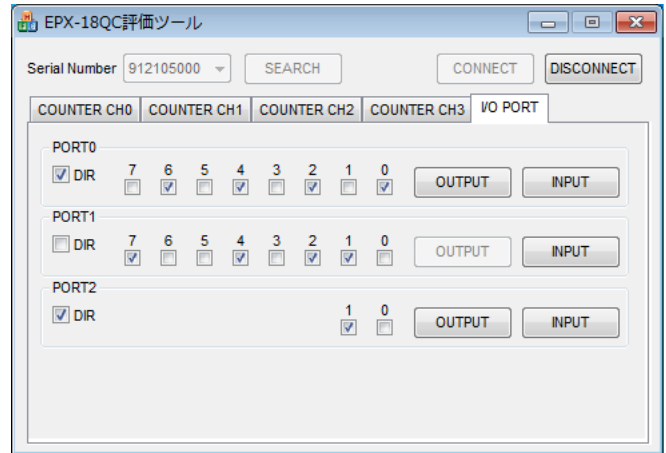 EPX-18QC評価ツール
Serial Number 912105000 SEARCH CONNECT DISCONNECT
COUNTER CH0 COUNTER CH1 COUNTER CH2 COUNTER CH3 I/O PORT
PORT0
DIR 7 6 5 4 3 2 1 0 OUTPUT INPUT
PORT1
DIR 7 6 5 4 3 2 1 0 OUTPUT INPUT
PORT2
DIR 1 0 OUTPUT INPUT